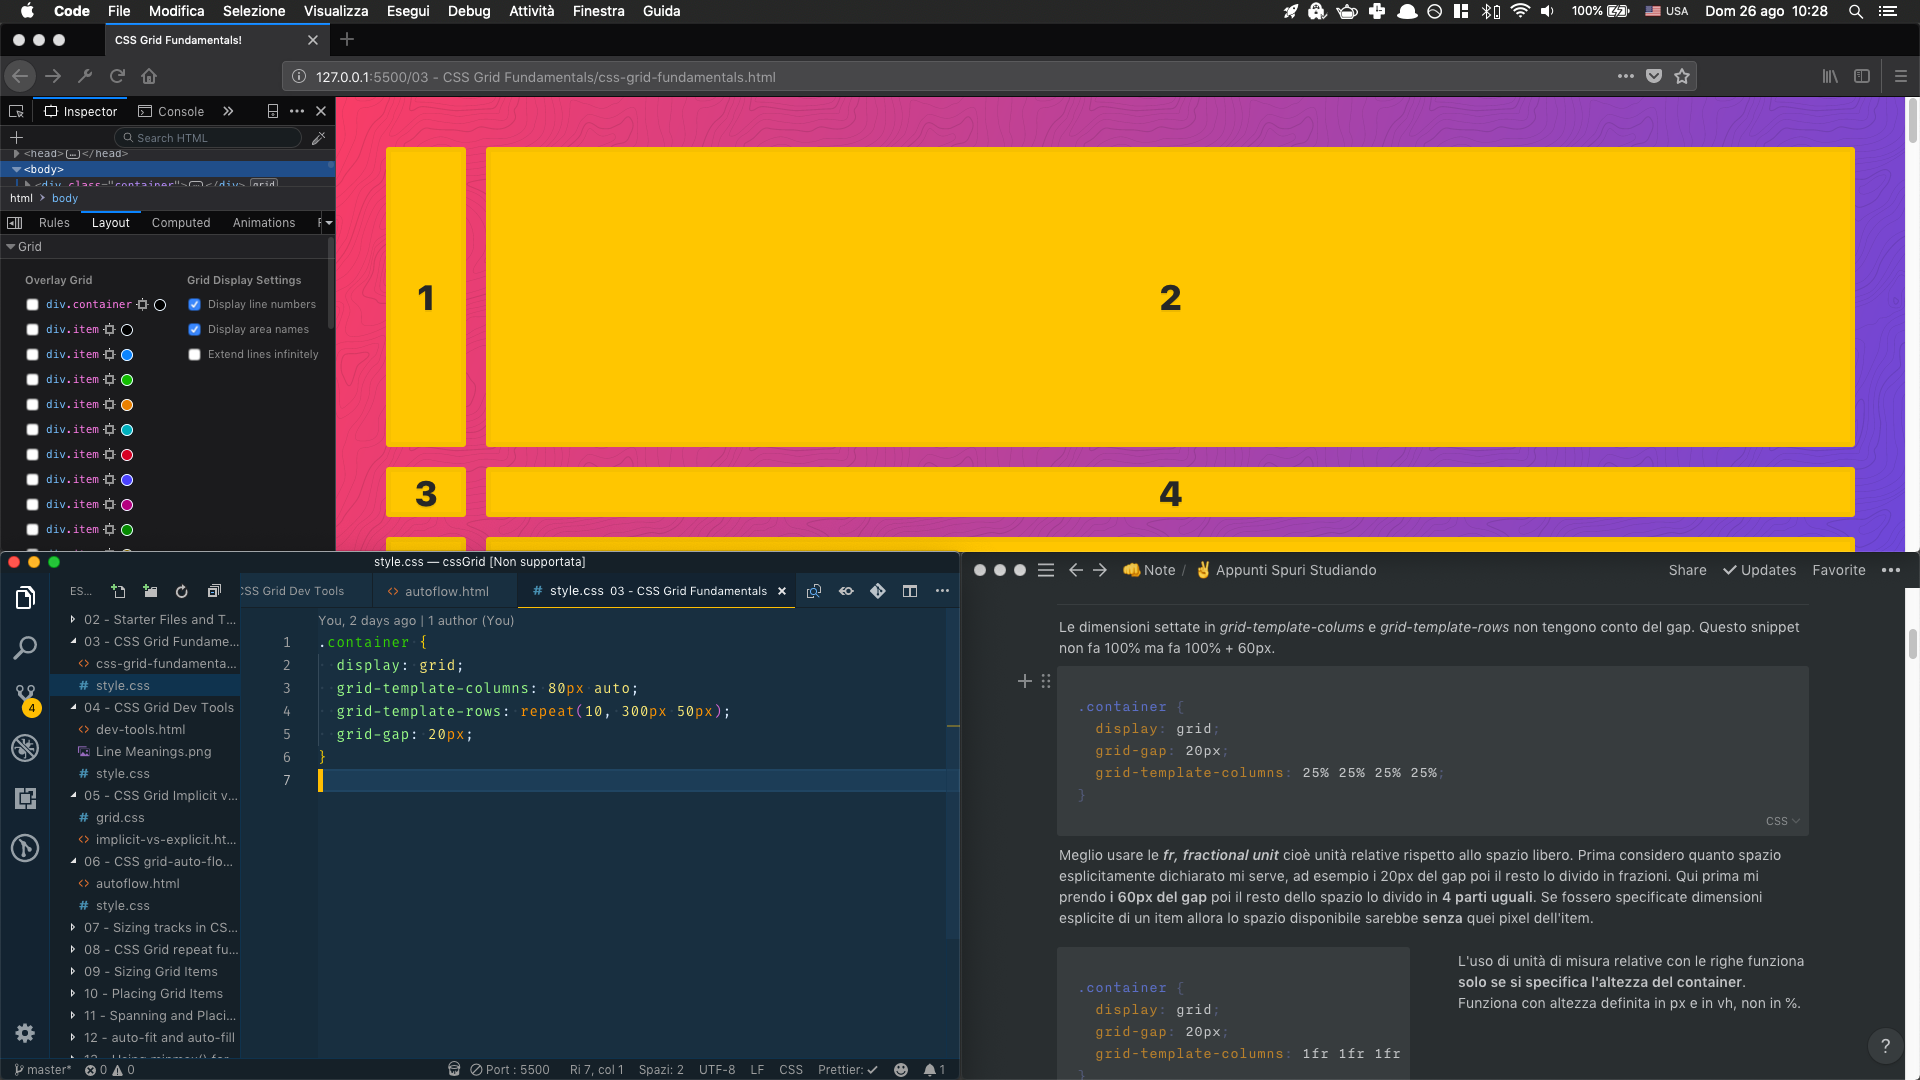 Code File Modifica Selezione Visualizza Esegui Debug Attività Finestra Guida
100% USA Dom 26 ago 10:28
CSS Grid Fundamentals!
127.0.0.1:5500/03 - CSS Grid Fundamentals/css-grid-fundamentals.html
Inspector Console
Search HTML
<head>…</head>
<body>
<div class="container">…</div> grid
html body
Rules Layout Computed Animations
Grid
Overlay Grid Grid Display Settings
div.container Display line numbers
div.item Display area names
div.item Extend lines infinitely
div.item
div.item
div.item
div.item
div.item
div.item
div.item
1
2
3
4
style.css — cssGrid [Non supportata]
ES...
02 - Starter Files and T...
03 - CSS Grid Fundame...
css-grid-fundamenta...
# style.css
04 - CSS Grid Dev Tools
dev-tools.html
Line Meanings.png
# style.css
05 - CSS Grid Implicit v...
# grid.css
implicit-vs-explicit.ht...
06 - CSS grid-auto-flo...
autoflow.html
# style.css
07 - Sizing tracks in CS...
08 - CSS Grid repeat fu...
09 - Sizing Grid Items
10 - Placing Grid Items
11 - Spanning and Placi...
12 - auto-fit and auto-fill
4
CSS Grid Dev Tools autoflow.html # style.css 03 - CSS Grid Fundamentals
You, 2 days ago | 1 author (You)
1 .container {
2 display: grid;
3 grid-template-columns: 80px auto;
4 grid-template-rows: repeat(10, 300px 50px);
5 grid-gap: 20px;
6 }
7
master* 0 0 Port : 5500 Ri 7, col 1 Spazi: 2 UTF-8 LF CSS Prettier: ✓ 1
👊 Note / ✌ Appunti Spuri Studiando Share ✓ Updates Favorite
Le dimensioni settate in grid-template-colums e grid-template-rows non tengono conto del gap. Questo snippet
non fa 100% ma fa 100% + 60px.
.container {
display: grid;
grid-gap: 20px;
grid-template-columns: 25% 25% 25% 25%;
}
CSS
Meglio usare le fr, fractional unit cioè unità relative rispetto allo spazio libero. Prima considero quanto spazio
esplicitamente dichiarato mi serve, ad esempio i 20px del gap poi il resto lo divido in frazioni. Qui prima mi
prendo i 60px del gap poi il resto dello spazio lo divido in 4 parti uguali. Se fossero specificate dimensioni
esplicite di un item allora lo spazio disponibile sarebbe senza quei pixel dell'item.
.container {
display: grid;
grid-gap: 20px;
grid-template-columns: 1fr 1fr 1fr
}
L'uso di unità di misura relative con le righe funziona
solo se si specifica l'altezza del container.
Funziona con altezza definita in px e in vh, non in %.
?